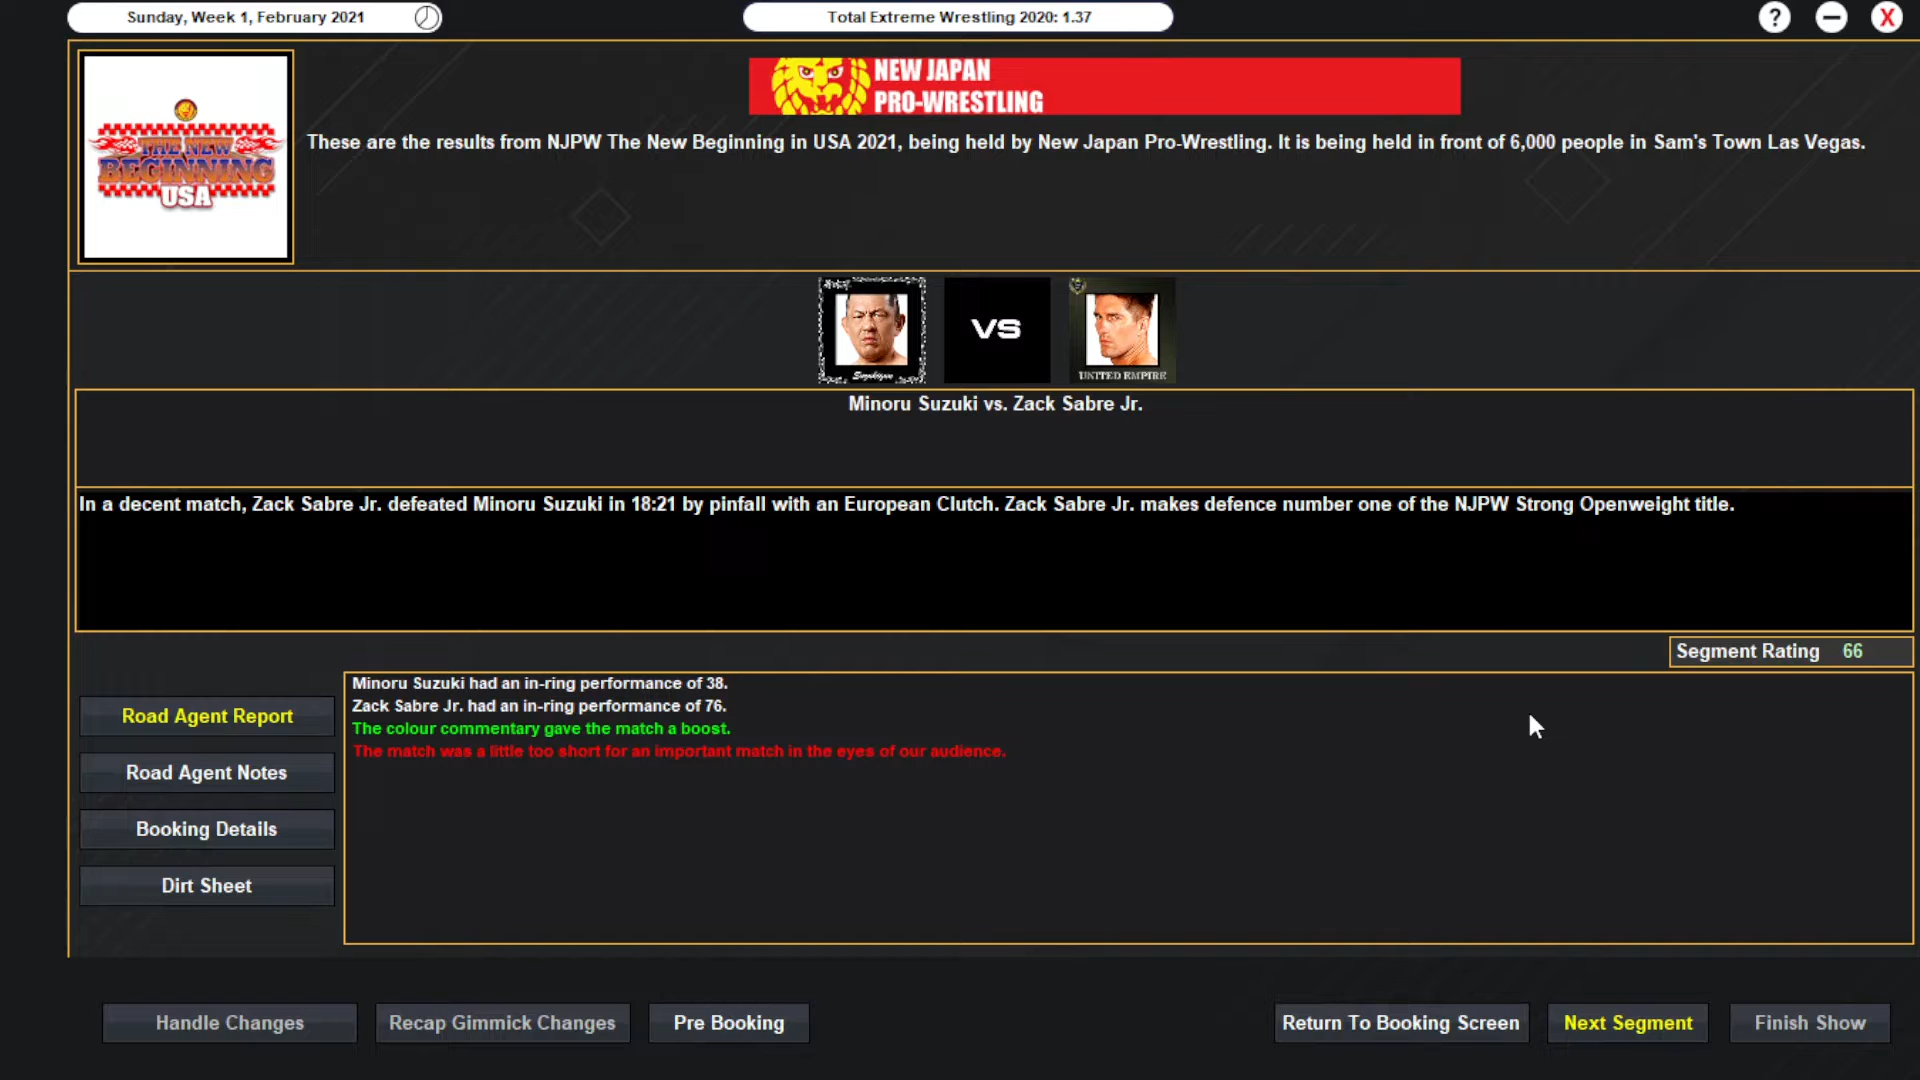 Sunday, Week 1, February 2021
Total Extreme Wrestling 2020: 1.37
?
X
NEW JAPAN
PRO-WRESTLING
THE NEW
BEGINNING
USA
These are the results from NJPW The New Beginning in USA 2021, being held by New Japan Pro-Wrestling. It is being held in front of 6,000 people in Sam's Town Las Vegas.
VS
Suzukigun
UNITED EMPIRE
Minoru Suzuki vs. Zack Sabre Jr.
In a decent match, Zack Sabre Jr. defeated Minoru Suzuki in 18:21 by pinfall with an European Clutch. Zack Sabre Jr. makes defence number one of the NJPW Strong Openweight title.
Segment Rating 66
Road Agent Report
Road Agent Notes
Booking Details
Dirt Sheet
Minoru Suzuki had an in-ring performance of 38.
Zack Sabre Jr. had an in-ring performance of 76.
The colour commentary gave the match a boost.
The match was a little too short for an important match in the eyes of our audience.
Handle Changes
Recap Gimmick Changes
Pre Booking
Return To Booking Screen
Next Segment
Finish Show